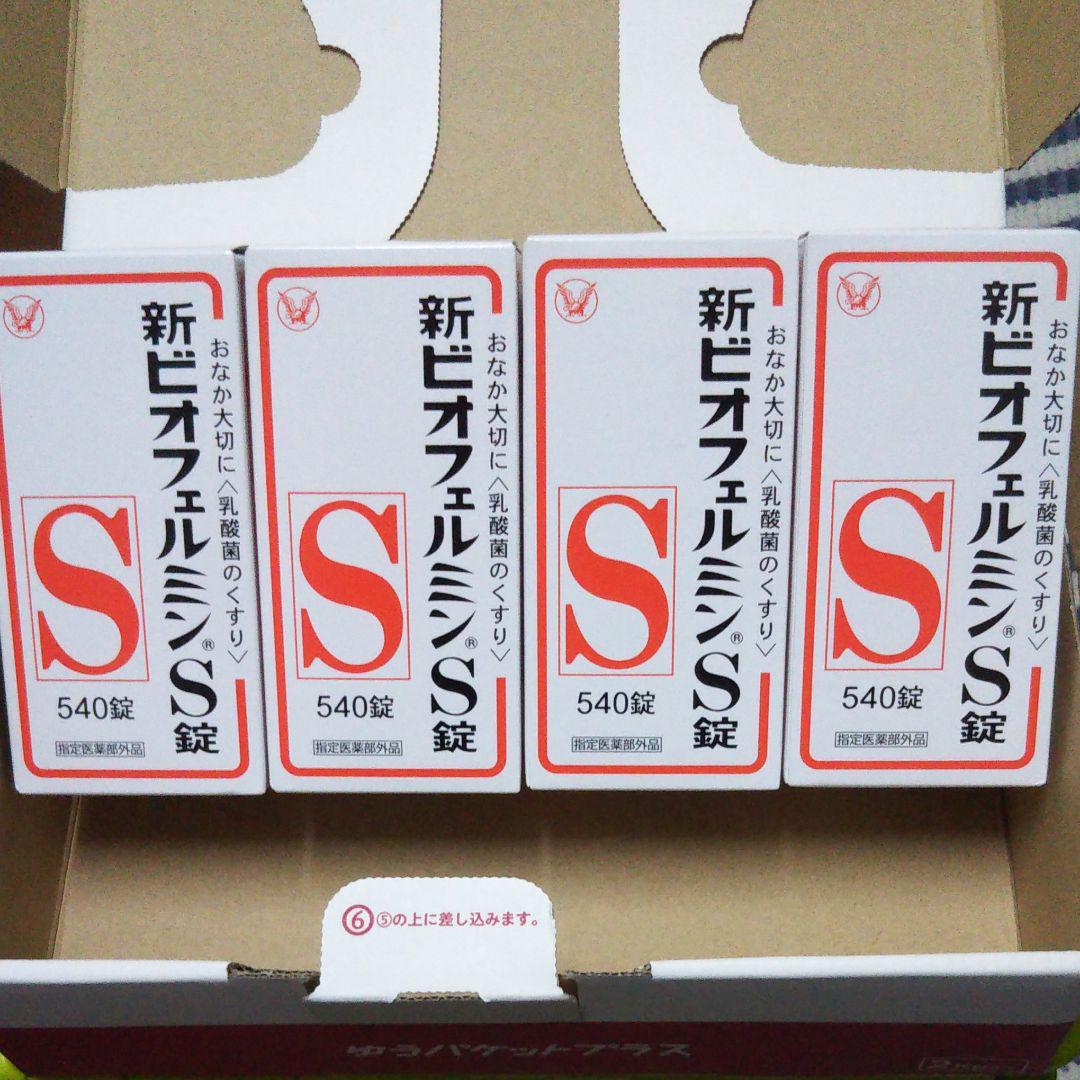 おなか大切に〈乳酸菌のくすり〉
新ビオフェルミン®S錠
S
540錠
指定医薬部外品
おなか大切に〈乳酸菌のくすり〉
新ビオフェルミン®S錠
S
540錠
指定医薬部外品
おなか大切に〈乳酸菌のくすり〉
新ビオフェルミン®S錠
S
540錠
指定医薬部外品
おなか大切に〈乳酸菌のくすり〉
新ビオフェルミン®S錠
S
540錠
指定医薬部外品
⑥⑤の上に差し込みます。
ゆうパケットプラス